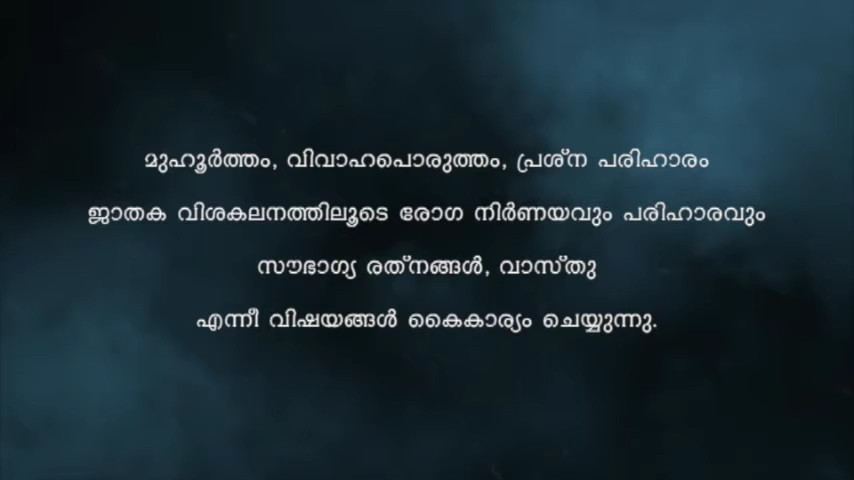 മുഹൂർത്തം, വിവാഹപൊരുത്തം, പ്രശ്ന പരിഹാരം
ജാതക വിശകലനത്തിലൂടെ രോഗ നിർണയവും പരിഹാരവും
സൗഭാഗ്യ രത്നങ്ങൾ, വാസ്തു
എന്നീ വിഷയങ്ങൾ കൈകാര്യം ചെയ്യുന്നു.